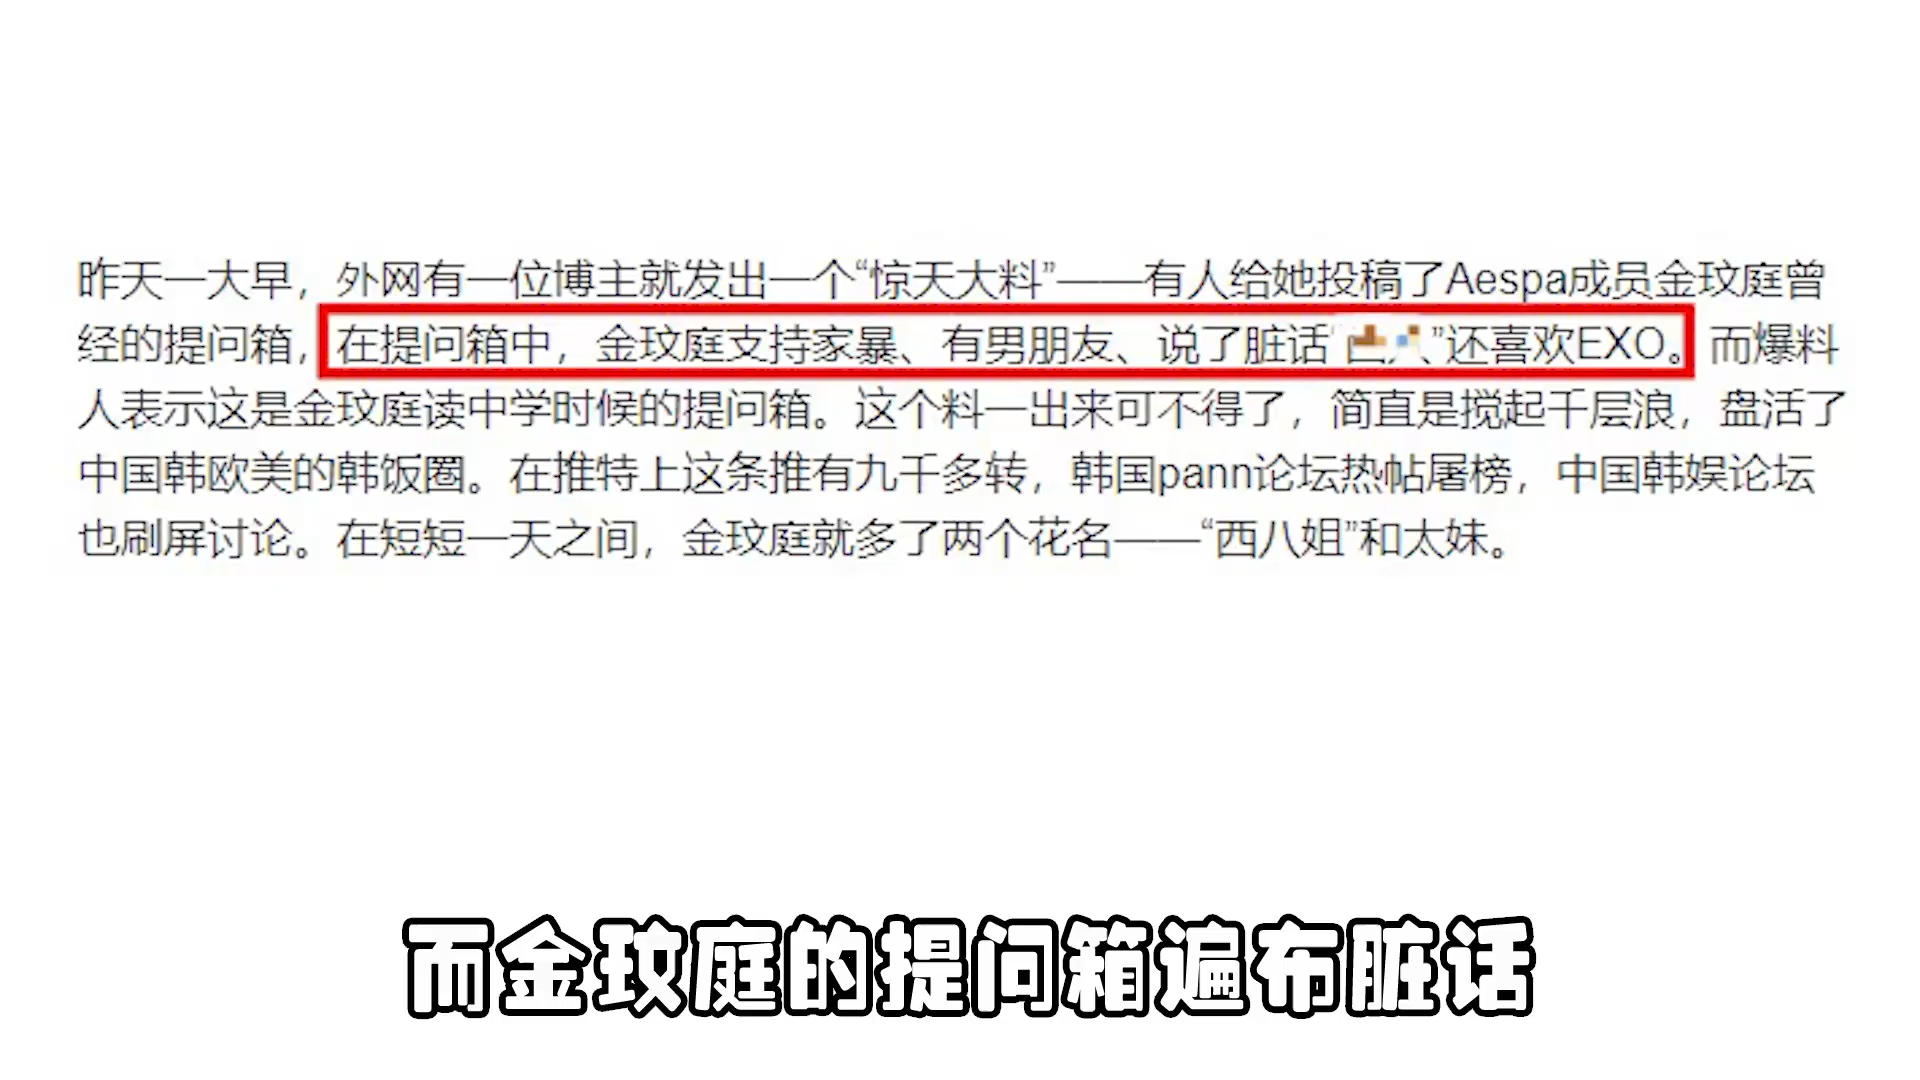 昨天一大早，外网有一位博主就发出一个“惊天大料”——有人给她投稿了Aespa成员金玟庭曾
经的提问箱，在提问箱中，金玟庭支持家暴、有男朋友、说了脏话“ ”还喜欢EXO。而爆料
人表示这是金玟庭读中学时候的提问箱。这个料一出来可不得了，简直是搅起千层浪，盘活了
中国韩欧美的韩饭圈。在推特上这条推有九千多转，韩国pann论坛热帖屠榜，中国韩娱论坛
也刷屏讨论。在短短一天之间，金玟庭就多了两个花名——“西八姐”和太妹。
而金玟庭的提问箱遍布脏话